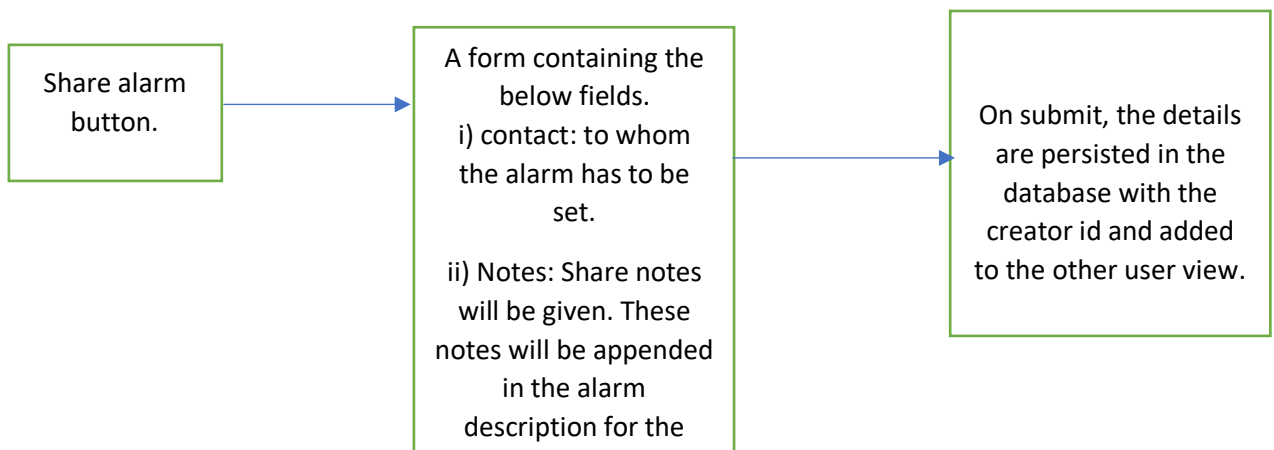 Share alarm
button.
A form containing the
below fields.
i) contact: to whom
the alarm has to be
set.
ii) Notes: Share notes
will be given. These
notes will be appended
in the alarm
description for the
On submit, the details
are persisted in the
database with the
creator id and added
to the other user view.